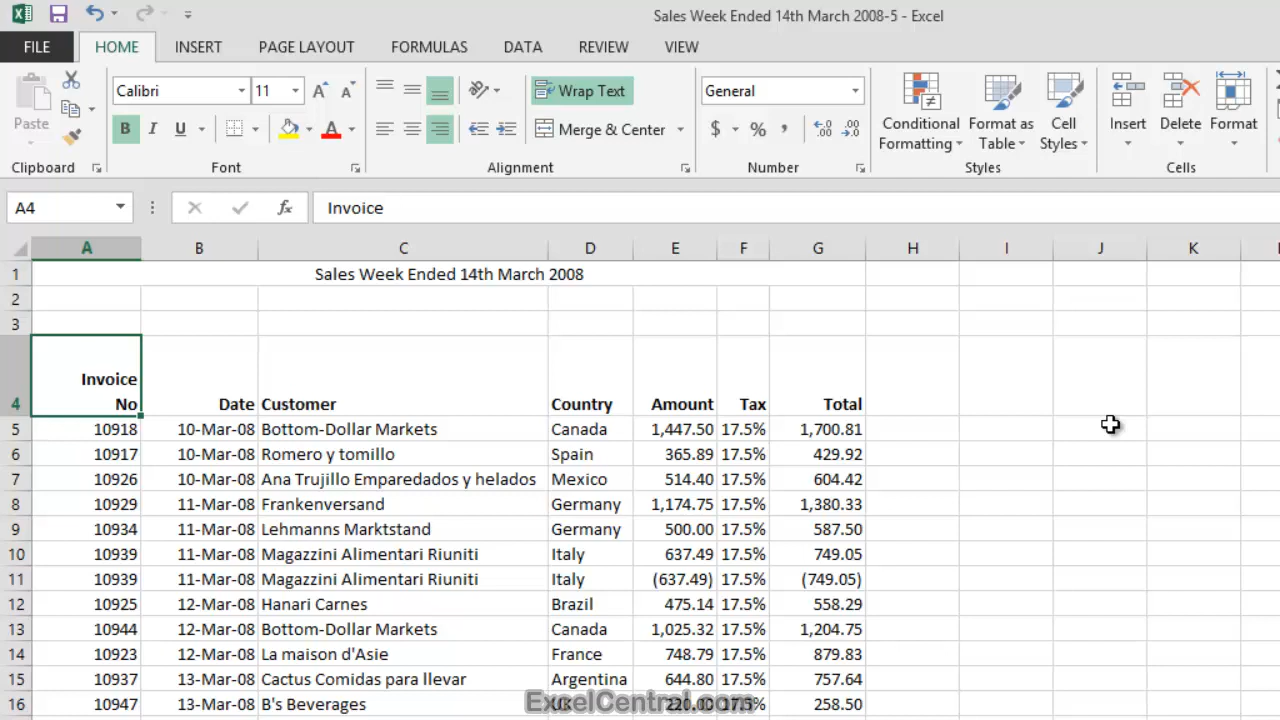 Sales Week Ended 14th March 2008-5 - Excel
FILE HOME INSERT PAGE LAYOUT FORMULAS DATA REVIEW VIEW
Paste
Calibri 11
B I U
A A
A
Wrap Text
Merge & Center
General
$ % ,
.00 .0
Conditional Formatting
Format as Table
Cell Styles
Insert Delete Format
Clipboard Font Alignment Number Styles Cells
A4 fx Invoice
A B C D E F G H I J K
1 Sales Week Ended 14th March 2008
2
3
Invoice
4 No Date Customer Country Amount Tax Total
5 10918 10-Mar-08 Bottom-Dollar Markets Canada 1,447.50 17.5% 1,700.81
6 10917 10-Mar-08 Romero y tomillo Spain 365.89 17.5% 429.92
7 10926 10-Mar-08 Ana Trujillo Emparedados y helados Mexico 514.40 17.5% 604.42
8 10929 11-Mar-08 Frankenversand Germany 1,174.75 17.5% 1,380.33
9 10934 11-Mar-08 Lehmanns Marktstand Germany 500.00 17.5% 587.50
10 10939 11-Mar-08 Magazzini Alimentari Riuniti Italy 637.49 17.5% 749.05
11 10939 11-Mar-08 Magazzini Alimentari Riuniti Italy (637.49) 17.5% (749.05)
12 10925 12-Mar-08 Hanari Carnes Brazil 475.14 17.5% 558.29
13 10944 12-Mar-08 Bottom-Dollar Markets Canada 1,025.32 17.5% 1,204.75
14 10923 12-Mar-08 La maison d'Asie France 748.79 17.5% 879.83
15 10937 13-Mar-08 Cactus Comidas para llevar Argentina 644.80 17.5% 757.64
16 10947 13-Mar-08 B's Beverages UK 220.00 17.5% 258.50
ExcelCentral.com